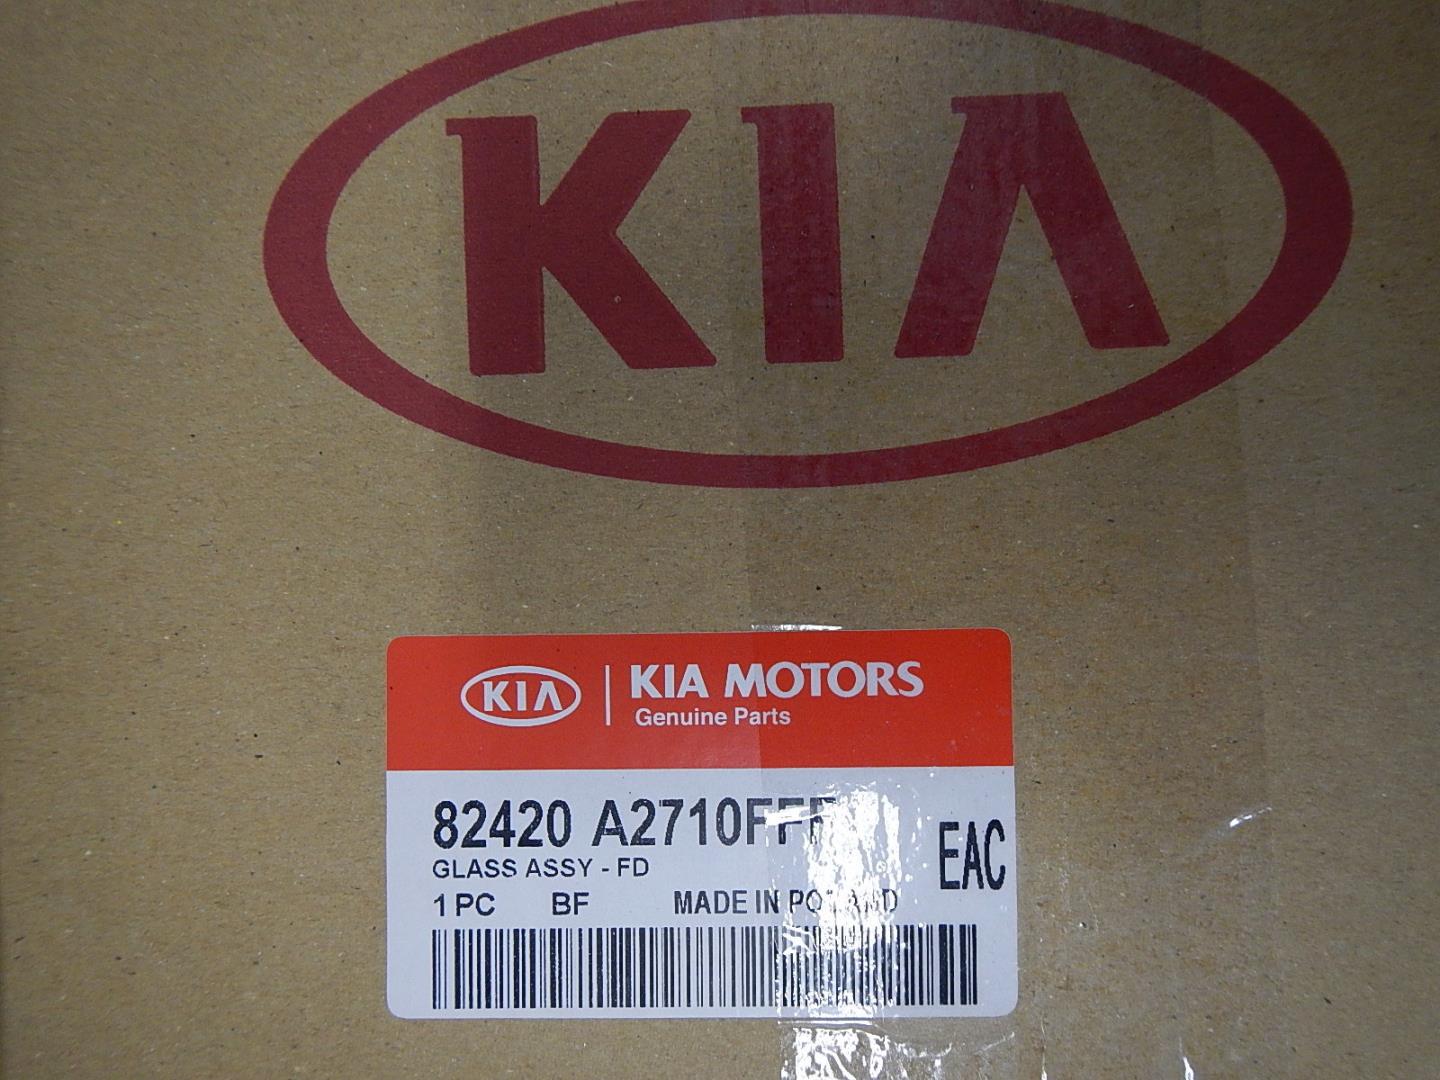 KIA
KIA
KIA MOTORS
Genuine Parts
82420 A2710FFF
GLASS ASSY - FD
EAC
1 PC BF MADE IN POLAND